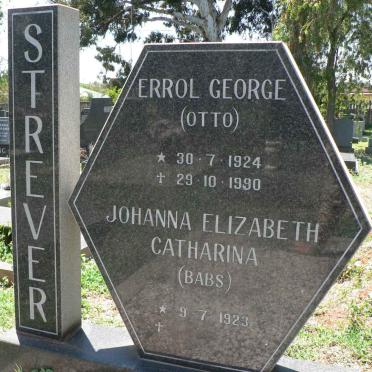 STREVER
ERROL GEORGE
(OTTO)
★ 30·7·1924
✝ 29·10·1990
JOHANNA ELIZABETH
CATHARINA
(BABS)
★ 9·7·1923
✝